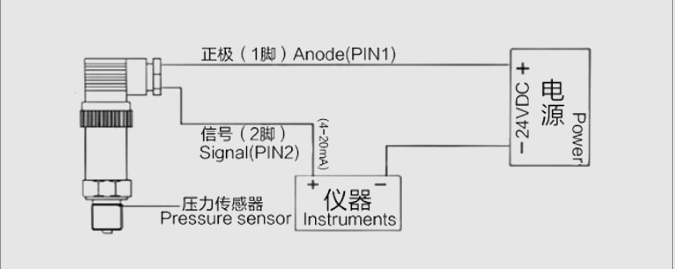 正极（1脚）Anode(PIN1)
信号（2脚）
Signal(PIN2)
(4-20mA)
+ 24VDC −
电源
Power
+ −
仪器
Instruments
压力传感器
Pressure sensor